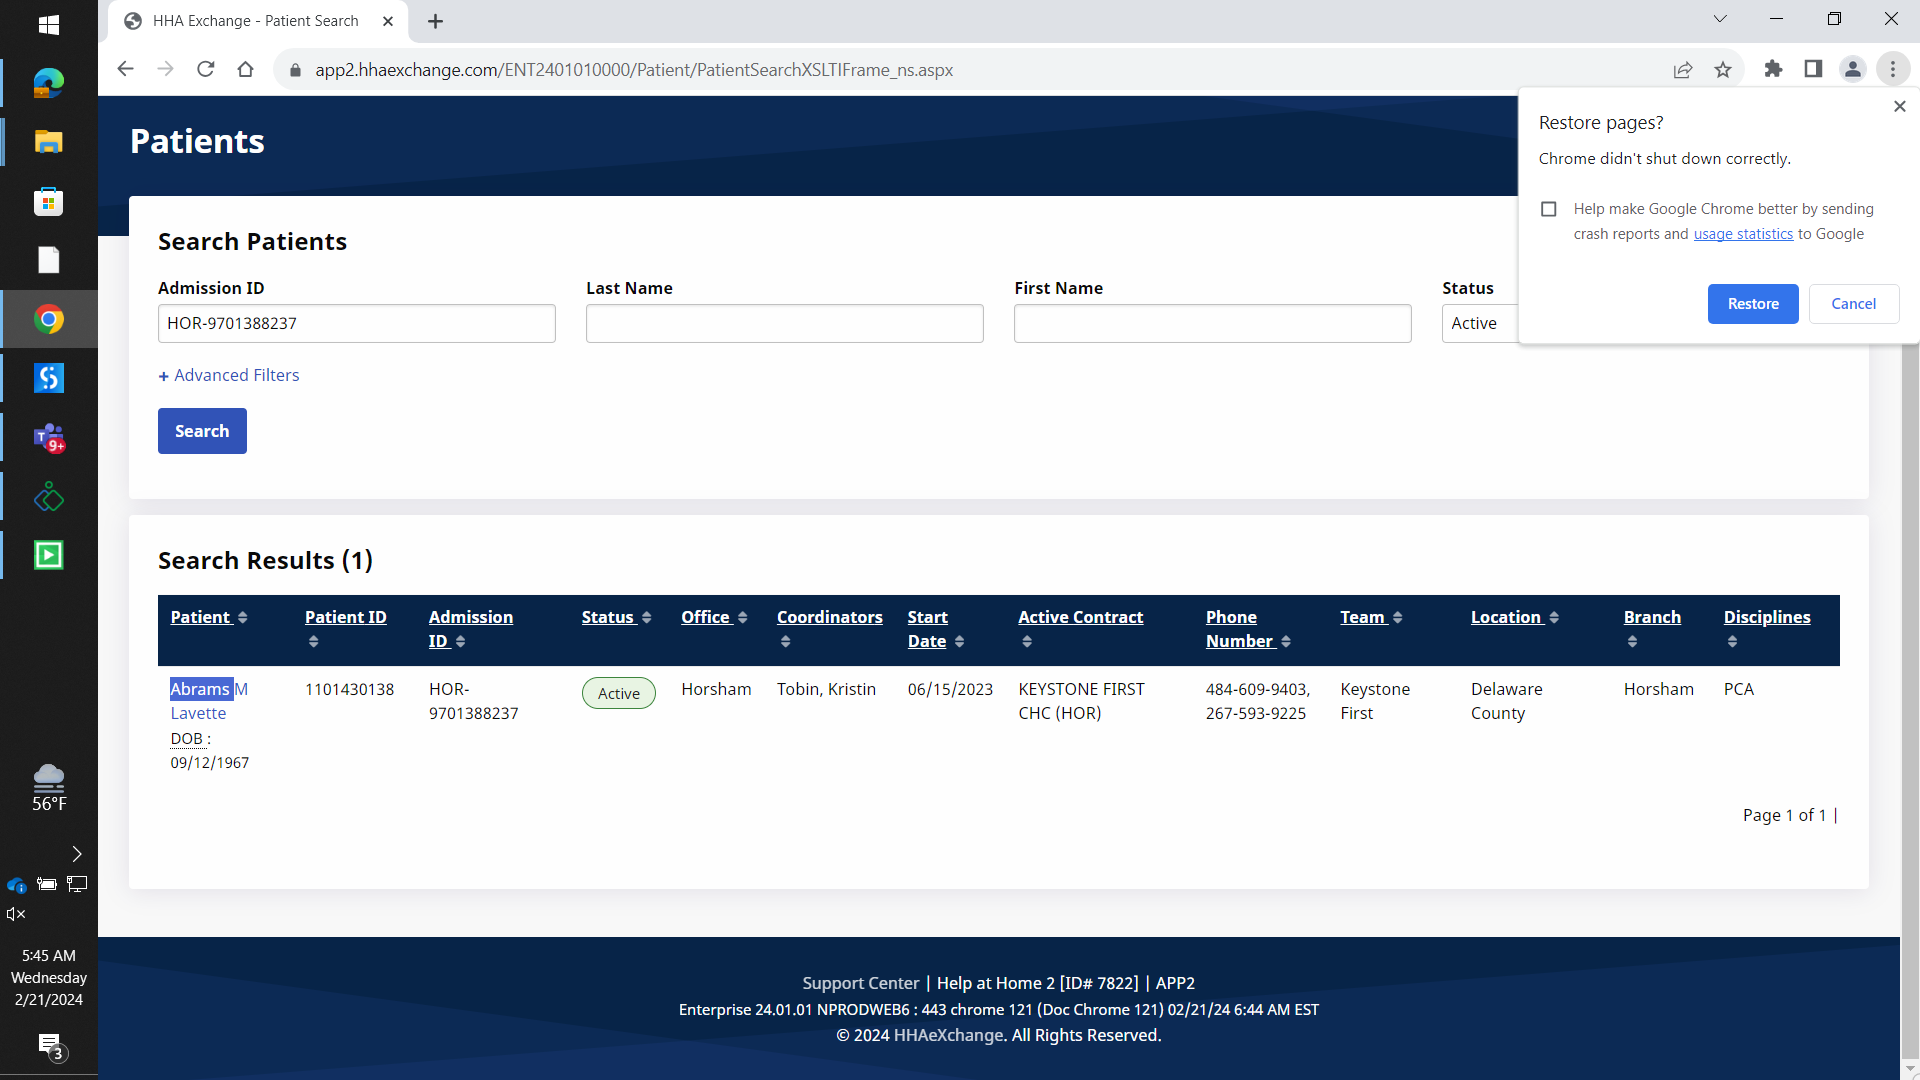 HHA Exchange - Patient Search
app2.hhaexchange.com/ENT2401010000/Patient/PatientSearchXSLTIFrame_ns.aspx
Restore pages?
Chrome didn't shut down correctly.
Help make Google Chrome better by sending
crash reports and usage statistics to Google
Restore
Cancel
Patients
Search Patients
Admission ID
Last Name
First Name
Status
HOR-9701388237
Active
+ Advanced Filters
Search
Search Results (1)
Patient
Patient ID
Admission
ID
Status
Office
Coordinators
Start
Date
Active Contract
Phone
Number
Team
Location
Branch
Disciplines
Abrams M
Lavette
DOB :
09/12/1967
1101430138
HOR-
9701388237
Active
Horsham
Tobin, Kristin
06/15/2023
KEYSTONE FIRST
CHC (HOR)
484-609-9403,
267-593-9225
Keystone
First
Delaware
County
Horsham
PCA
Page 1 of 1 |
Support Center | Help at Home 2 [ID# 7822] | APP2
Enterprise 24.01.01 NPRODWEB6 : 443 chrome 121 (Doc Chrome 121) 02/21/24 6:44 AM EST
© 2024 HHAeXchange. All Rights Reserved.
T
9+
56°F
5:45 AM
Wednesday
2/21/2024
3